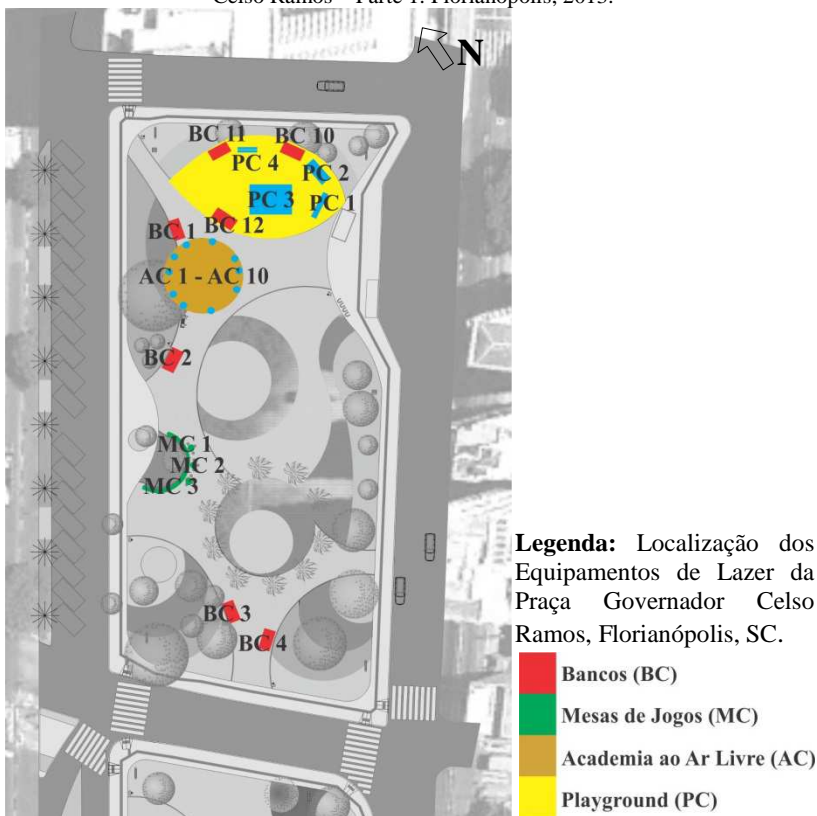 Celso Ramos – Parte 1. Florianópolis, 2015.
N
BC 11
BC 10
PC 4
PC 2
PC 3
PC 1
BC 1
BC 12
AC 1 - AC 10
BC 2
MC 1
MC 2
MC 3
BC 3
BC 4
Legenda: Localização dos
Equipamentos de Lazer da
Praça Governador Celso
Ramos, Florianópolis, SC.
Bancos (BC)
Mesas de Jogos (MC)
Academia ao Ar Livre (AC)
Playground (PC)